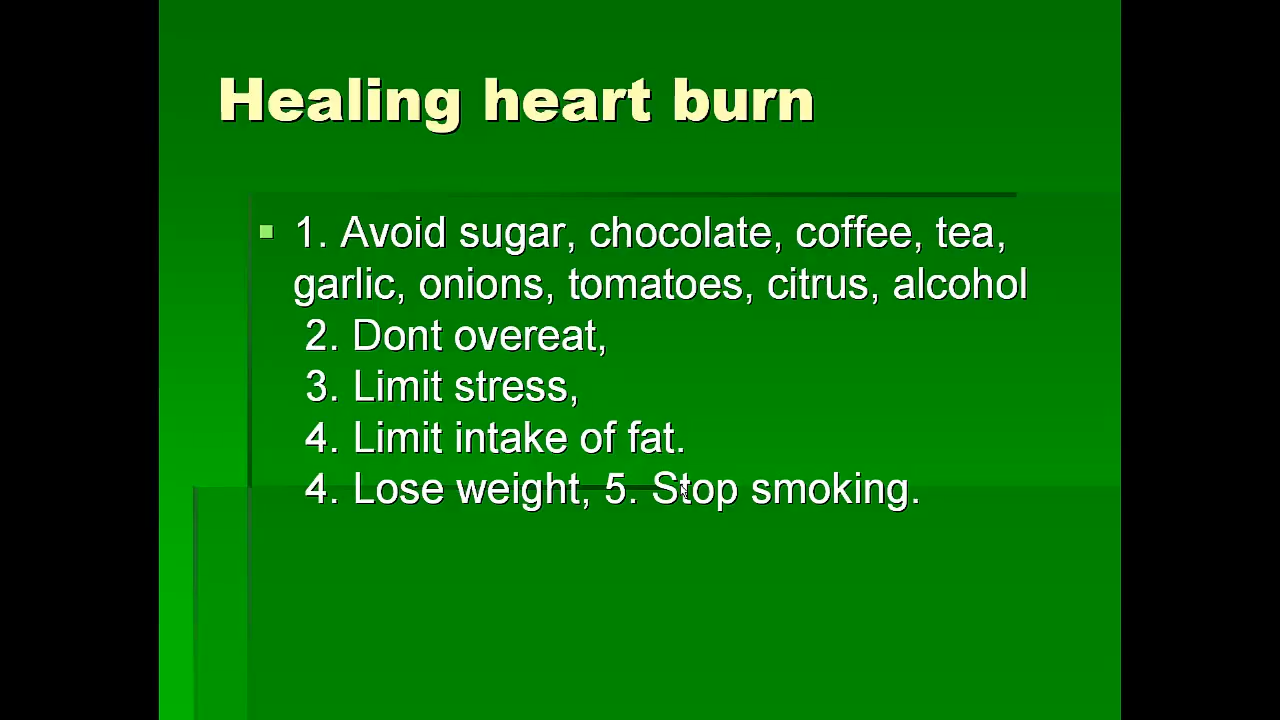 Healing heart burn
1. Avoid sugar, chocolate, coffee, tea,
garlic, onions, tomatoes, citrus, alcohol
2. Dont overeat,
3. Limit stress,
4. Limit intake of fat.
4. Lose weight, 5. Stop smoking.